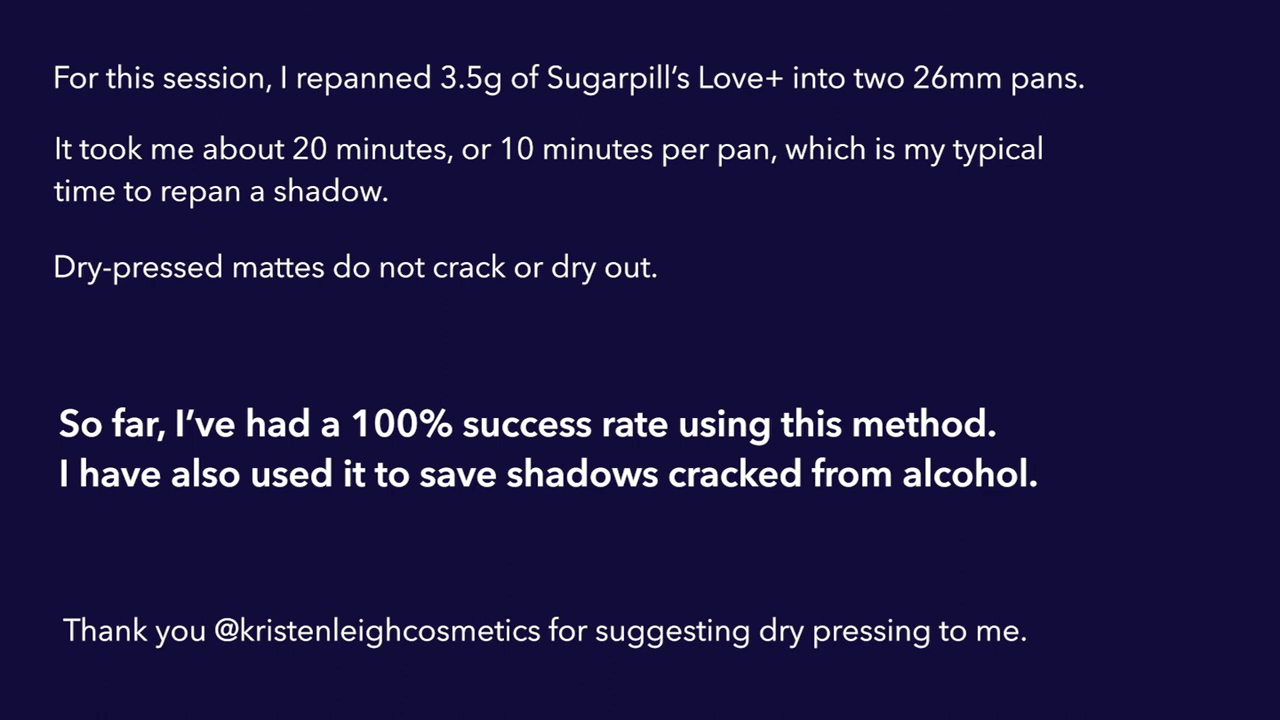 For this session, I repanned 3.5g of Sugarpill’s Love+ into two 26mm pans.
It took me about 20 minutes, or 10 minutes per pan, which is my typical
time to repan a shadow.
Dry-pressed mattes do not crack or dry out.
So far, I’ve had a 100% success rate using this method.
I have also used it to save shadows cracked from alcohol.
Thank you @kristenleighcosmetics for suggesting dry pressing to me.